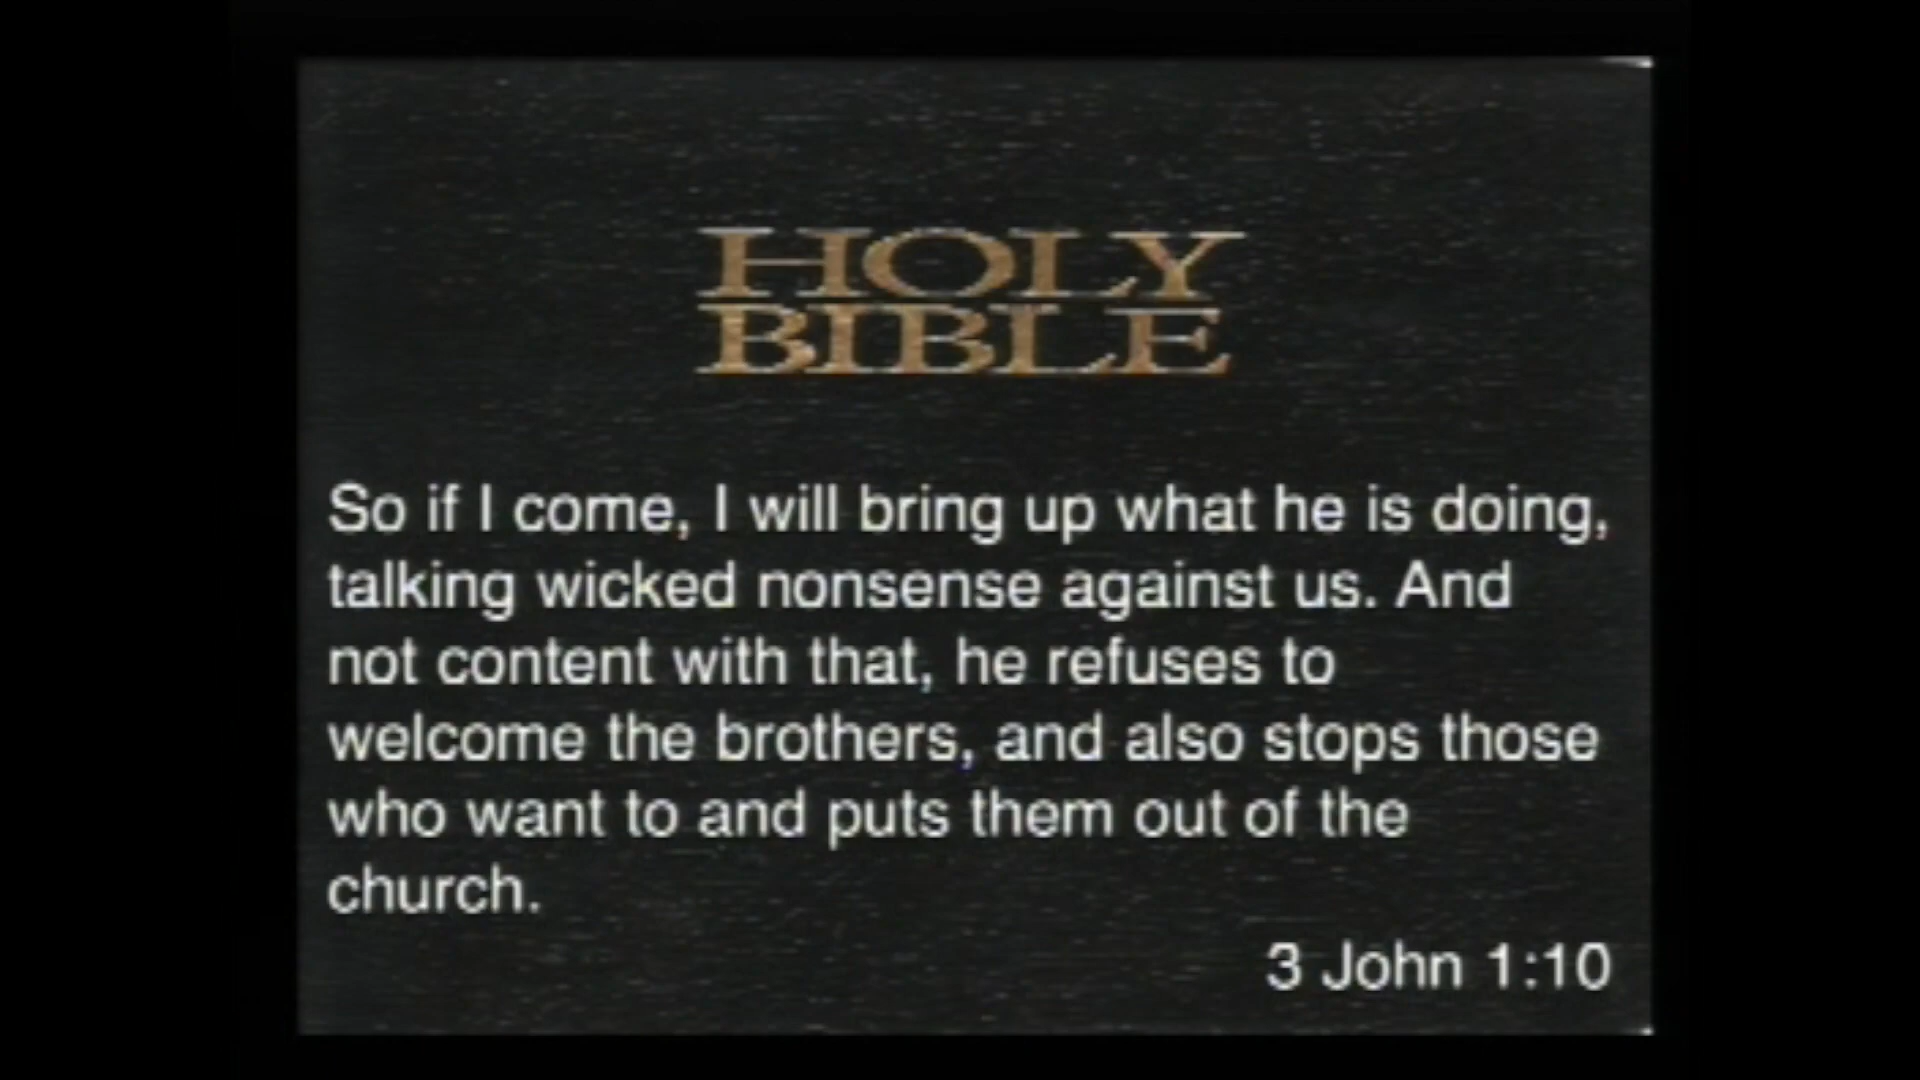 HOLY
BIBLE
So if I come, I will bring up what he is doing,
talking wicked nonsense against us. And
not content with that, he refuses to
welcome the brothers, and also stops those
who want to and puts them out of the
church.
3 John 1:10